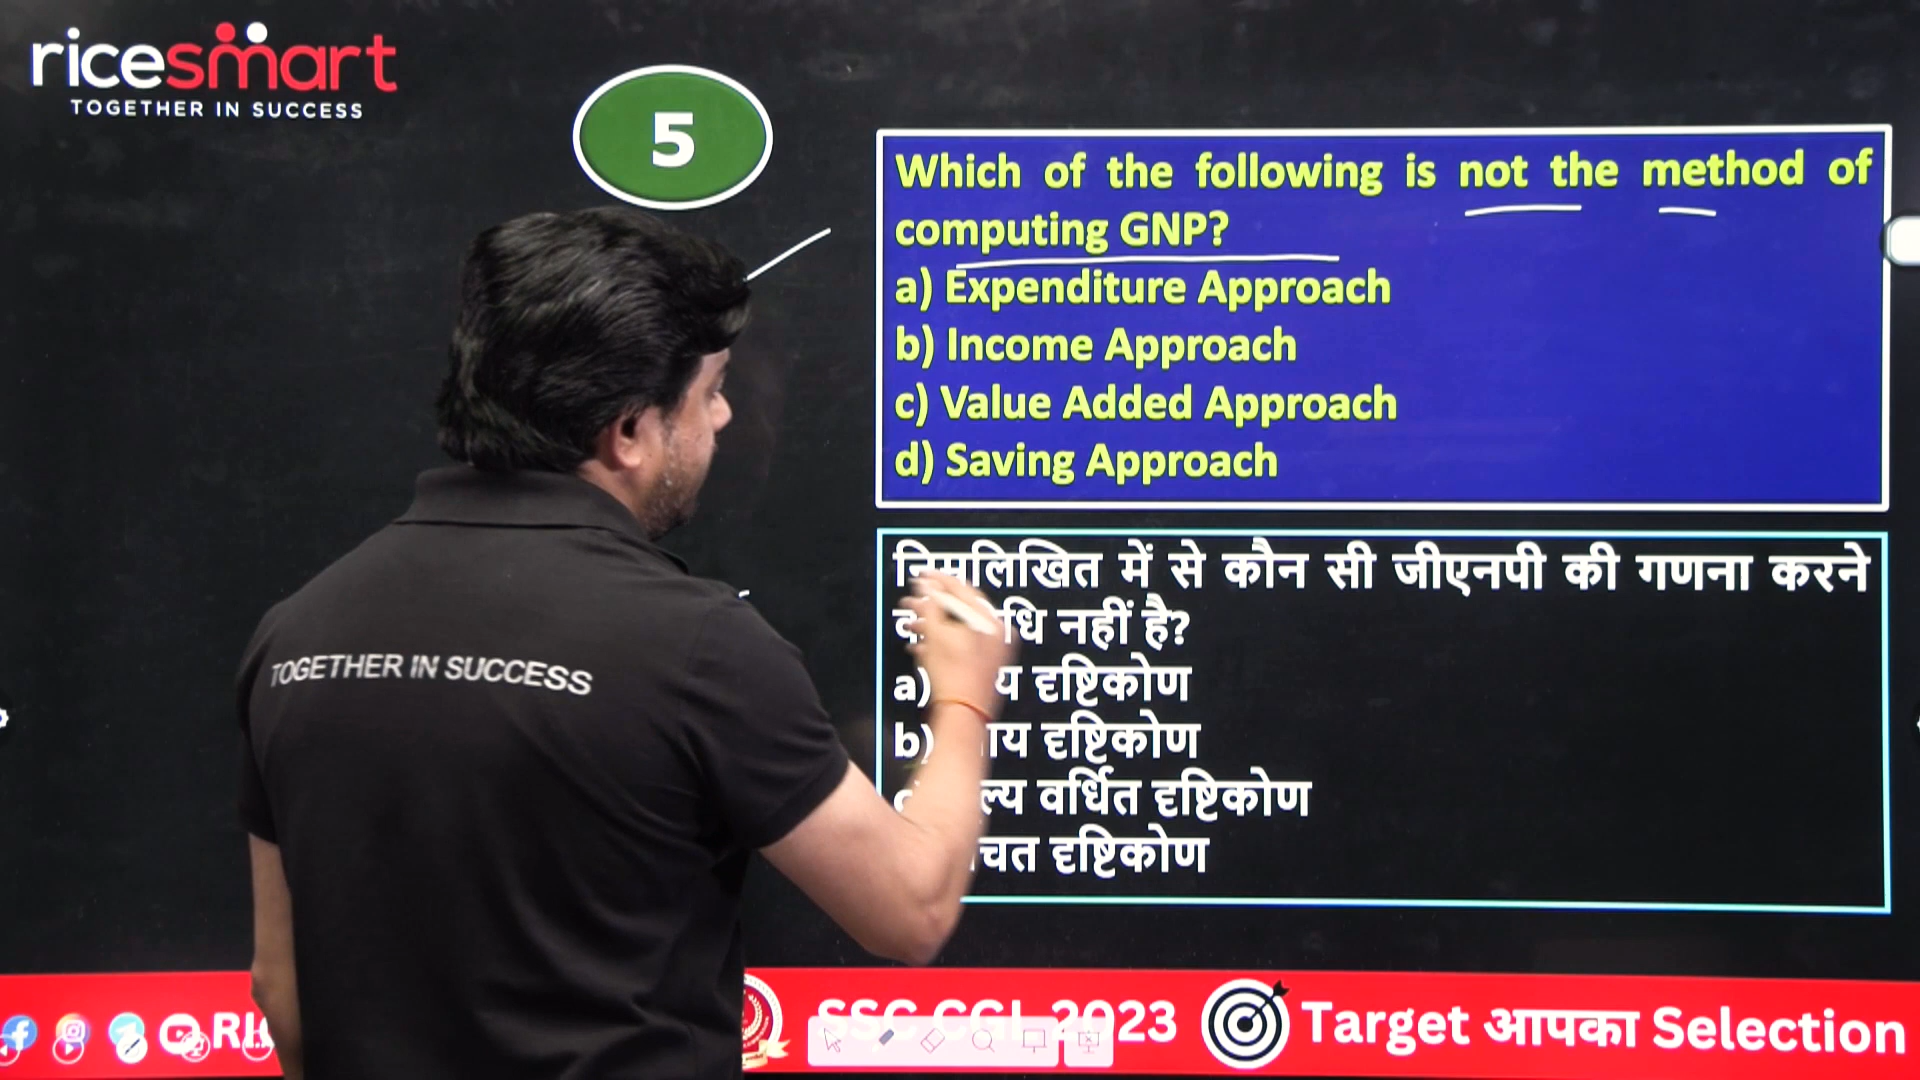 ricesmart
TOGETHER IN SUCCESS
5
Which of the following is not the method of
computing GNP?
a) Expenditure Approach
b) Income Approach
c) Value Added Approach
d) Saving Approach
में से कौन सी जीएनपी की गणना करने
नहीं है?
a) दृष्टिकोण
b) दृष्टिकोण
वर्धित दृष्टिकोण
दृष्टिकोण
TOGETHER IN SUCCESS
SSC CGL 2023 Target आपका Selection